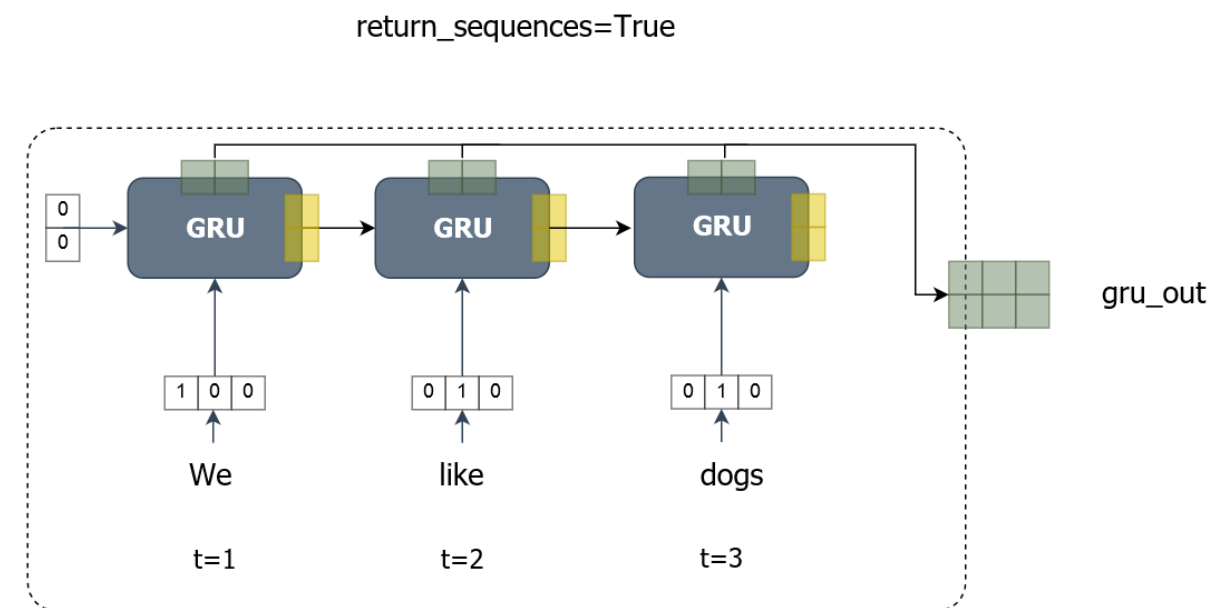 return_sequences=True
0
0
GRU
GRU
GRU
gru_out
1 0 0
0 1 0
0 1 0
We
like
dogs
t=1
t=2
t=3